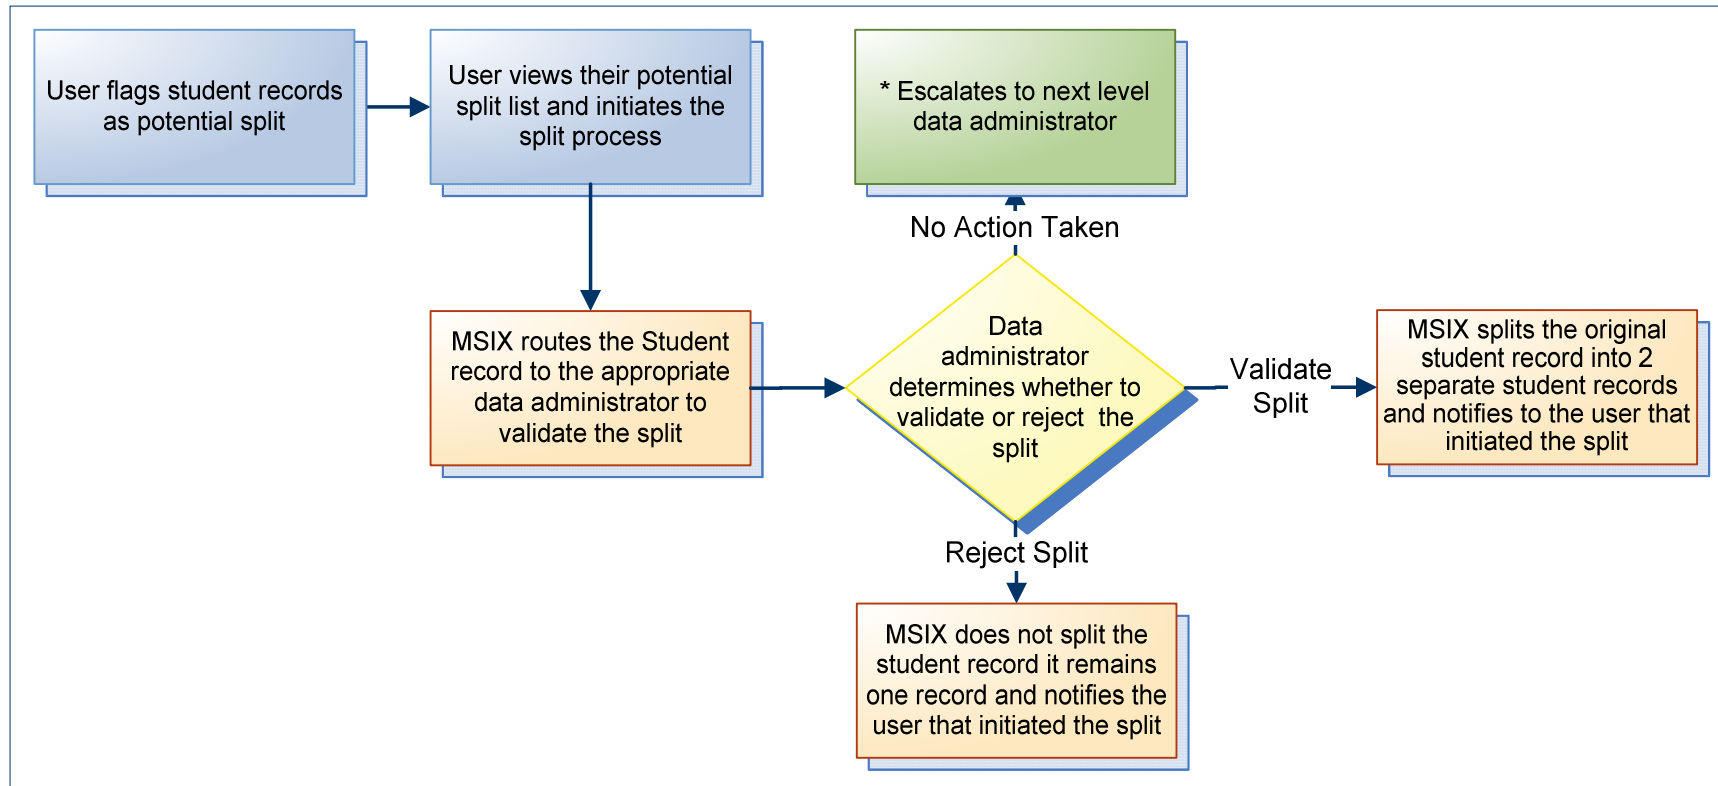 User flags student records
as potential split
User views their potential
split list and initiates the
split process
* Escalates to next level
data administrator
No Action Taken
MSIX routes the Student
record to the appropriate
data administrator to
validate the split
Data
administrator
determines whether to
validate or reject  the
split
Validate
Split
MSIX splits the original
student record into 2
separate student records
and notifies to the user that
initiated the split
Reject Split
MSIX does not split the
student record it remains
one record and notifies the
user that initiated the split